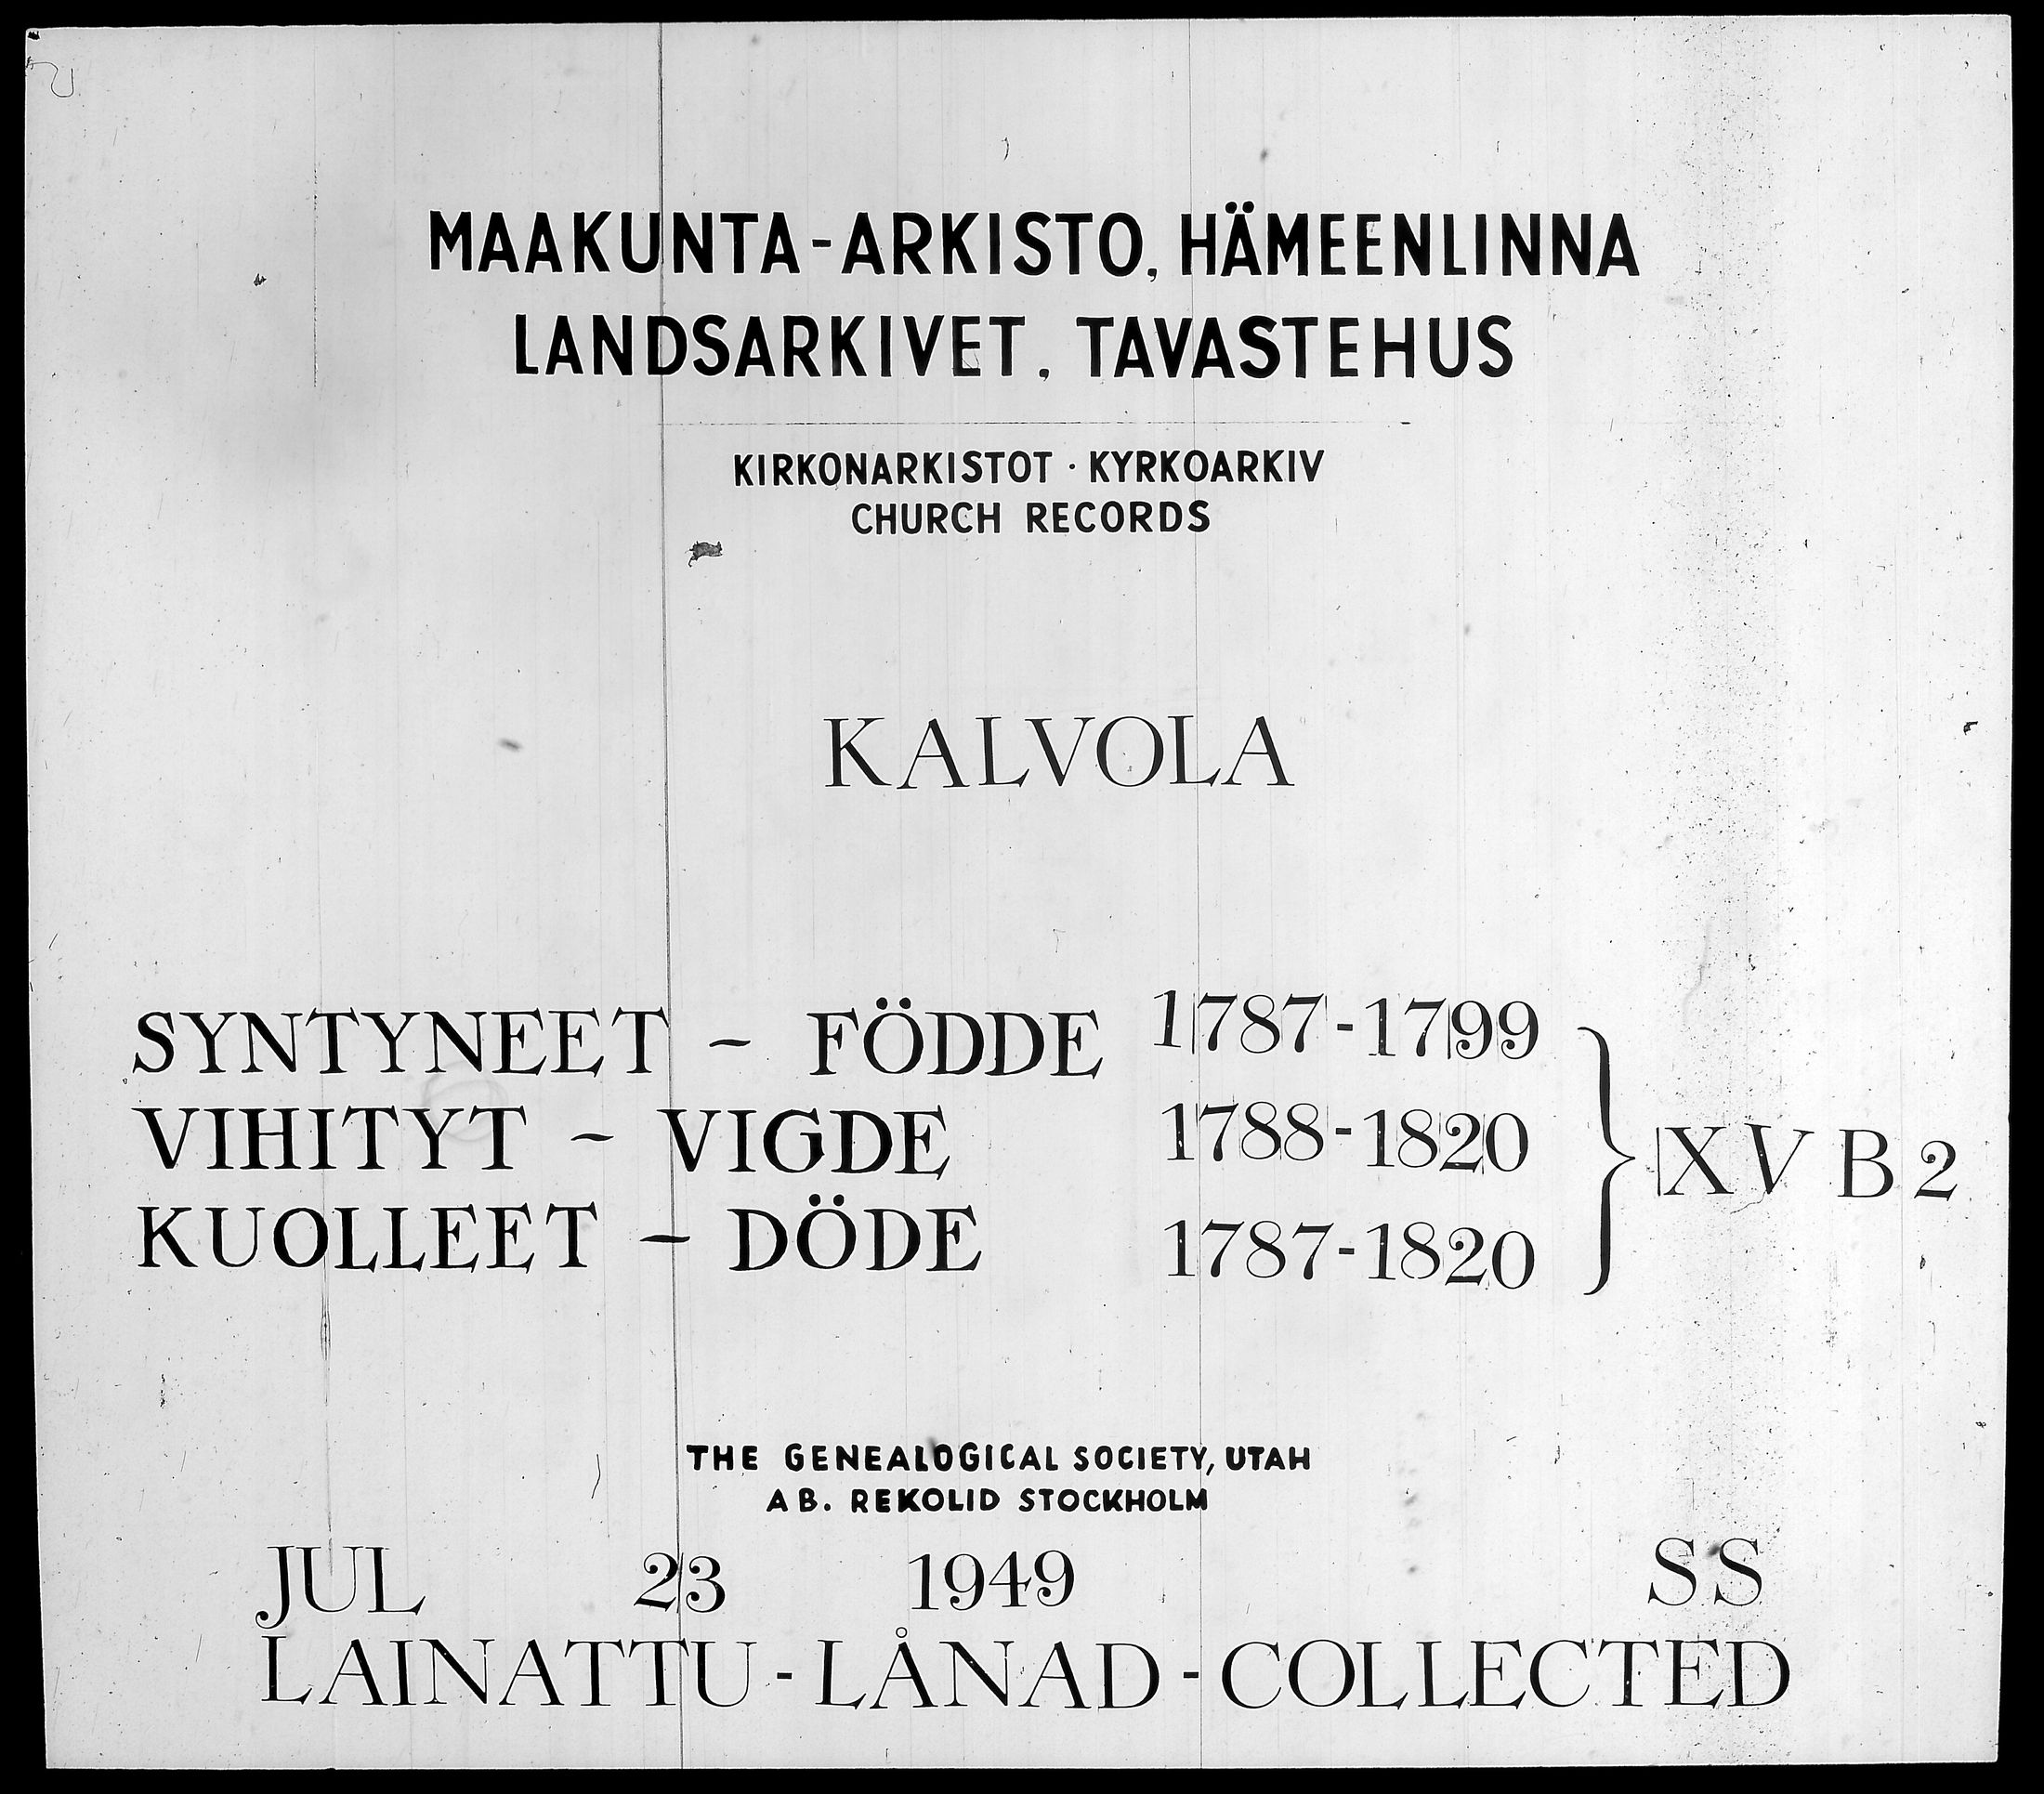 MAAKUNTA-ARKISTO, HÄMEENLINNA
LANDSARKIVET, TAVASTEHUS
KIRKONARKISTOT · KYRKOARKIV
CHURCH RECORDS
KALVOLA
SYNTYNEET - FÖDDE 1787-1799
VIHITYT - VIGDE 1788-1820 } XV B 2
KUOLLEET - DÖDE 1787-1820
THE GENEALOGICAL SOCIETY, UTAH
AB. REKOLID STOCKHOLM
JUL 23 1949 SS
LAINATTU - LÅNAD - COLLECTED